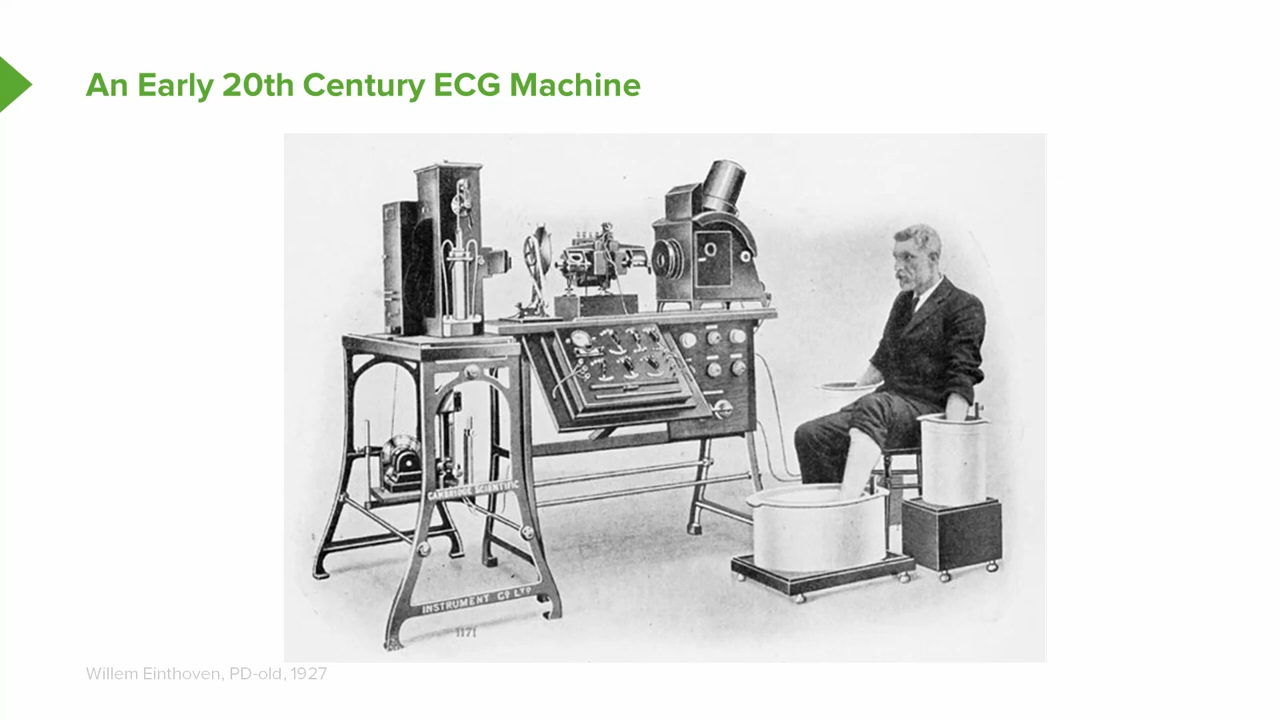 An Early 20th Century ECG Machine
CAMBRIDGE SCIENTIFIC
INSTRUMENT CO LTD
1171
Willem Einthoven, PD-old, 1927